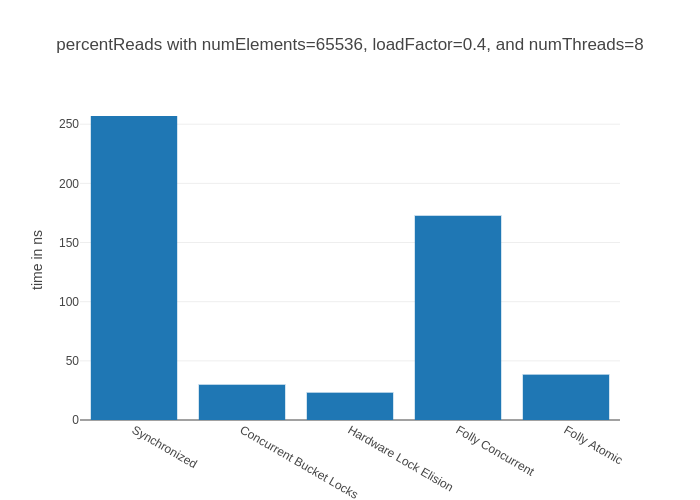 percentReads with numElements=65536, loadFactor=0.4, and numThreads=8
time in ns
250
200
150
100
50
0
Synchronized
Concurrent Bucket Locks
Hardware Lock Elision
Folly Concurrent
Folly Atomic